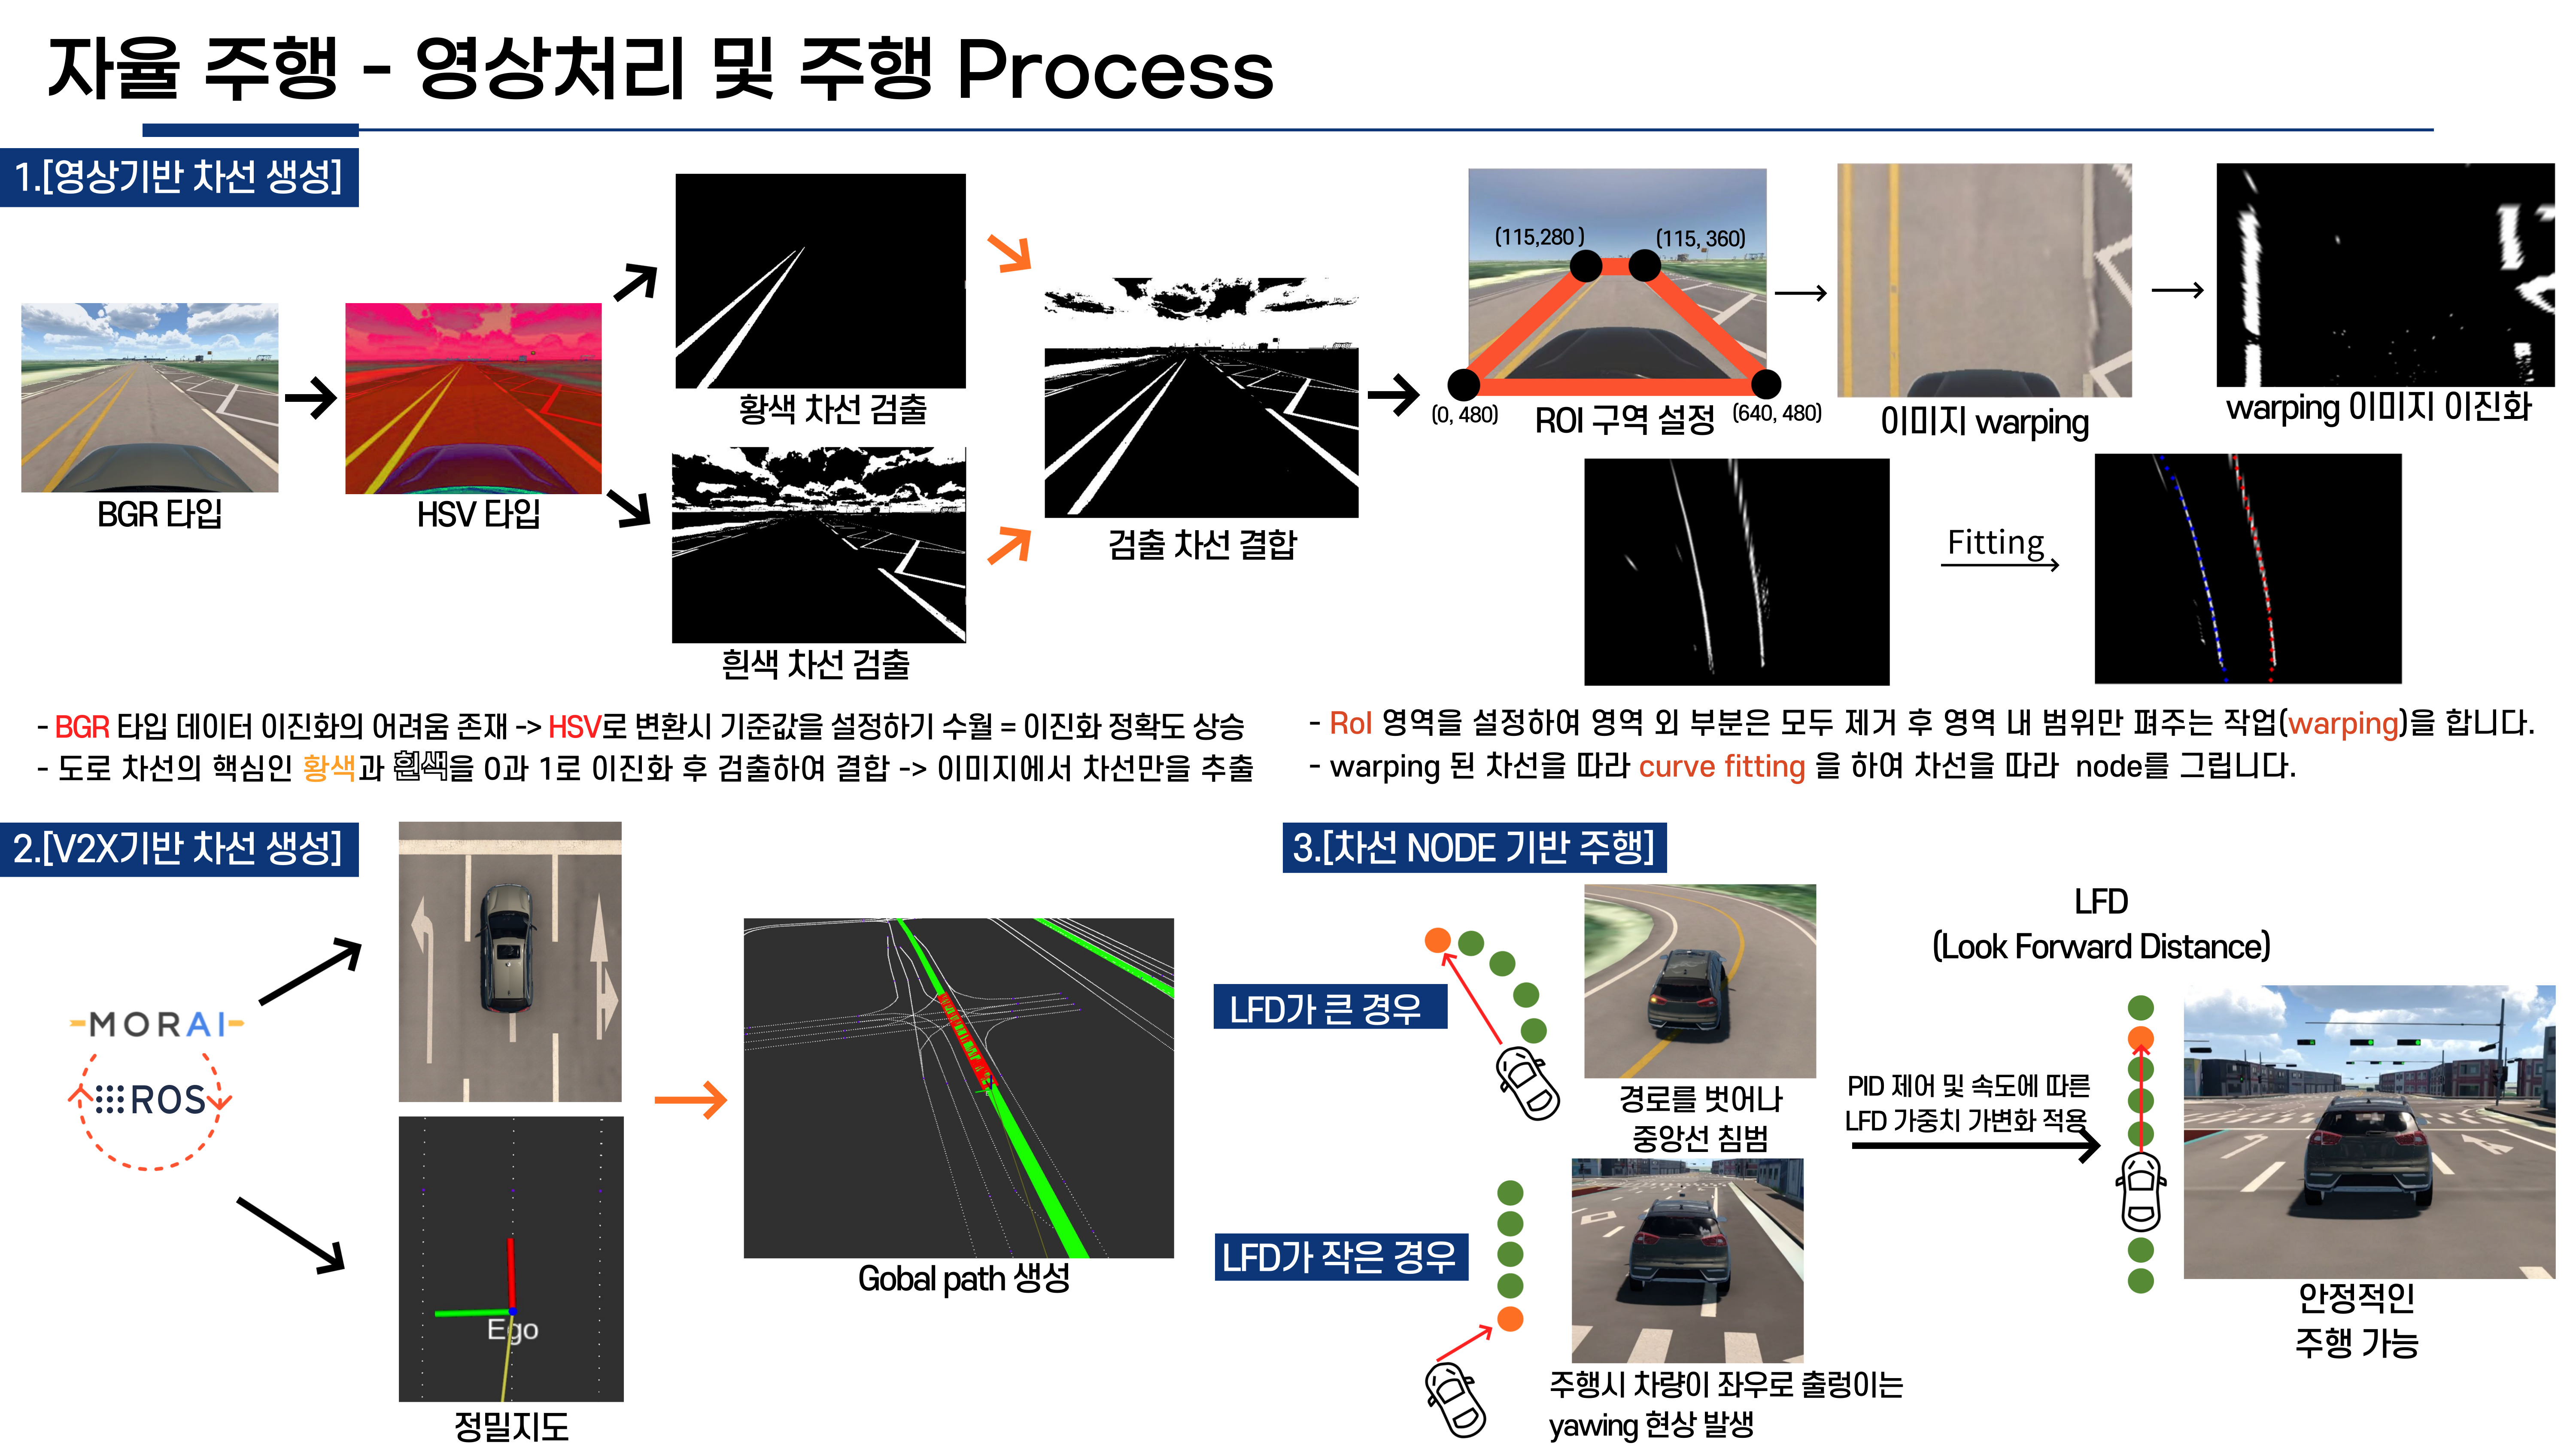 자율 주행 - 영상처리 및 주행 Process
1.[영상기반 차선 생성]
BGR 타입
HSV 타입
황색 차선 검출
흰색 차선 검출
검출 차선 결합
(115,280 )
(115, 360)
(0, 480)
ROI 구역 설정
(640, 480)
이미지 warping
warping 이미지 이진화
Fitting
- BGR 타입 데이터 이진화의 어려움 존재 -> HSV로 변환시 기준값을 설정하기 수월 = 이진화 정확도 상승
- 도로 차선의 핵심인 황색과 흰색을 0과 1로 이진화 후 검출하여 결합 -> 이미지에서 차선만을 추출
- RoI 영역을 설정하여 영역 외 부분은 모두 제거 후 영역 내 범위만 펴주는 작업(warping)을 합니다.
- warping 된 차선을 따라 curve fitting 을 하여 차선을 따라 node를 그립니다.
2.[V2X기반 차선 생성]
MORAI
ROS
Ego
정밀지도
Gobal path 생성
3.[차선 NODE 기반 주행]
LFD가 큰 경우
경로를 벗어나
중앙선 침범
LFD가 작은 경우
주행시 차량이 좌우로 출렁이는
yawing 현상 발생
LFD
(Look Forward Distance)
PID 제어 및 속도에 따른
LFD 가중치 가변화 적용
안정적인
주행 가능